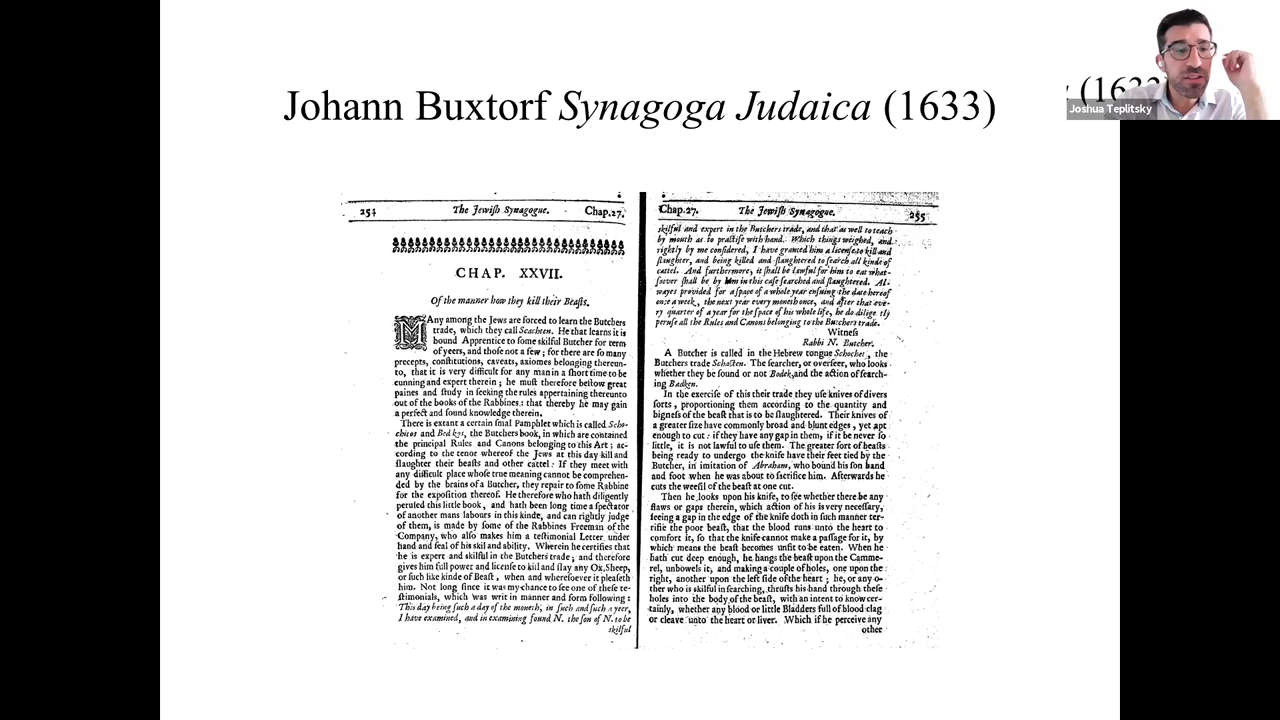 Johann Buxtorf Synagoga Judaica (1633)
Joshua Teplitsky
254 The Jewiſh Synagogue. Chap.27.
CHAP. XXVII.
Of the manner how they kill their Beaſts.
MAny among the Jews are forced to learn the Butchers
trade, which they call Scacheen. He that learns it is
bound Apprentice to ſome skilful Butcher for term
of years, and thoſe not a few; for there are ſo many
precepts, conſtitutions, caveats, axiomes belonging thereun-
to, that it is very difficult for any man in a ſhort time to be
cunning and expert therein; he muſt therefore beſtow great
paines and ſtudy in ſeeking the rules appertaining thereunto
out of the books of the Rabbines: that thereby he may gain
a perfect and ſound knowledge therein.
There is extant a certain ſmal Pamphlet which is called Scho-
chitos and the Butchers book, in which are contained
the principal Rules and Canons belonging to this Art; ac-
cording to the tenor whereof the Jews at this day kill and
ſlaughter their beaſts and other cattel: If they meet with
any difficult place whoſe true meaning cannot be comprehen-
ded by the brains of a Butcher, they repair to ſome Rabbine
for the expoſition thereof. He therefore who hath diligently
peruſed this little book, and hath been long time a ſpectator
of another mans labours in this kinde, and can rightly judge
of them, is made by ſome of the Rabbines Freeman of the
Company, who alſo makes him a teſtimonial Letter under
hand and ſeal of his skil and ability. Wherein he certifies that
he is expert and skilful in the Butchers trade; and therefore
gives him full power and licenſe to kill and ſlay any Ox, Sheep,
or ſuch like kinde of Beaſt, when and whereſoever it pleaſeth
him. Not long ſince it was my chance to ſee one of theſe te-
ſtimonials, which was writ in manner and form following:
This day being ſuch a day of the moneth, in ſuch and ſuch a year,
I have examined, and in examining found N. the ſon of N. to be
skilful
Chap.27. The Jewiſh Synagogue. 255
skilful and expert in the Butchers trade, and that as well to teach
by mouth as to practiſe with hand. Which things weighed, and
rightly by me conſidered, I have granted him a licenſe to kill and
ſlaughter, and being killed and ſlaughtered to ſearch all kinde of
cattel. And furthermore, it ſhall be lawful for him to eat what-
ſoever ſhall be by him in this caſe ſearched and ſlaughtered. Al-
wayes provided for a ſpace of a whole year enſuing the date hereof
once a week, the next year every moneth once, and after that eve-
ry quarter of a year for the ſpace of his whole life, he do diligetly
peruſe all the Rules and Canons belonging to the Butchers trade.
Witneſs
Rabbi N. Butcher.
A Butcher is called in the Hebrew tongue Schochet, the
Butchers trade Schaſten. The ſearcher, or overſeer, who looks
whether they be ſound or not Bodek, and the action of ſearch-
ing Badken.
In the exerciſe of this their trade they uſe knives of divers
ſorts, proportioning them according to the quantity and
bigneſs of the beaſt that is to be ſlaughtered. Their knives of
a greater ſize have commonly broad and blunt edges, yet apt
enough to cut: if they have any gap in them, if it be never ſo
little, it is not lawful to uſe them. The greater ſort of beaſts
being ready to undergo the knife have their feet tied by the
Butcher, in imitation of Abraham, who bound his ſon hand
and foot when he was about to ſacrifice him. Afterwards he
cuts the weeſil of the beaſt at one cut.
Then he looks upon his knife, to ſee whether there be any
flaws or gaps therein, which action of his is very neceſſary,
ſeeing a gap in the edge of the knife doth in ſuch manner ter-
rifie the poor beaſt, that the blood runs unto the heart to
comfort it, ſo that the knife cannot make a paſſage for it, by
which means the beaſt becomes unfit to be eaten. When he
hath cut deep enough, he hangs the beaſt upon the Camme-
rel, unbowels it, and making a couple of holes, one upon the
right, another upon the left ſide of the heart; he, or any o-
ther who is skilful in ſearching, thruſts his hand through theſe
holes into the body of the beaſt, with an intent to know cer-
tainly, whether any blood or little Bladders full of blood clag
or cleave unto the heart or liver. Which if he perceive any
other